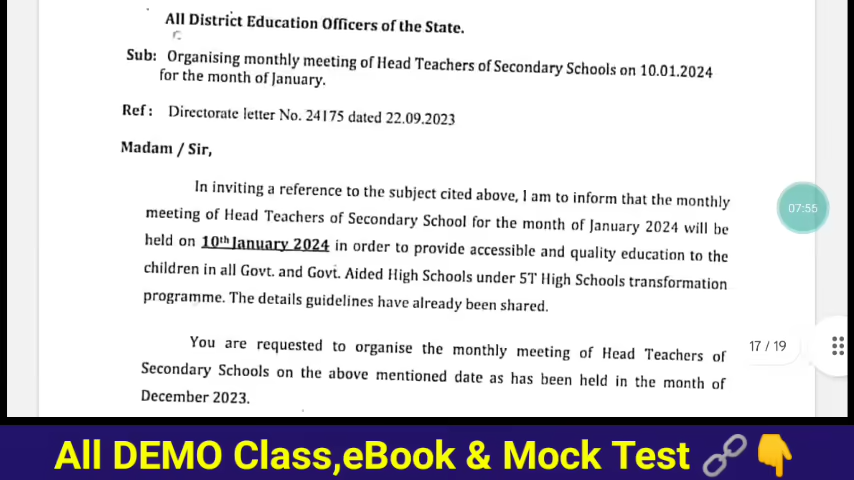 All District Education Officers of the State.
Sub: Organising monthly meeting of Head Teachers of Secondary Schools on 10.01.2024
for the month of January.
Ref : Directorate letter No. 24175 dated 22.09.2023
Madam / Sir,
In inviting a reference to the subject cited above, I am to inform that the monthly
meeting of Head Teachers of Secondary School for the month of January 2024 will be
held on 10th January 2024 in order to provide accessible and quality education to the
children in all Govt. and Govt. Aided High Schools under 5T High Schools transformation
programme. The details guidelines have already been shared.
You are requested to organise the monthly meeting of Head Teachers of
Secondary Schools on the above mentioned date as has been held in the month of
December 2023.
07:55
17 / 19
All DEMO Class,eBook & Mock Test 🔗👇